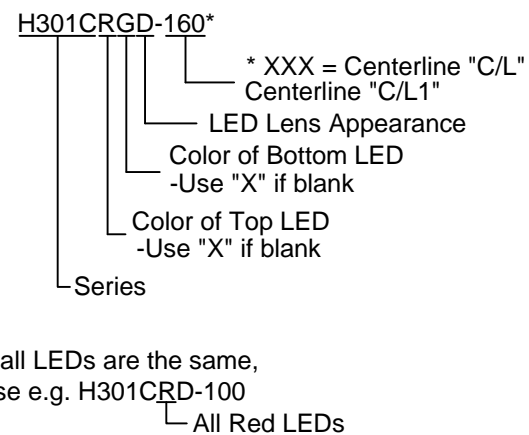 H301CRGD-160*
* XXX = Centerline "C/L"
Centerline "C/L1"
LED Lens Appearance
Color of Bottom LED
-Use "X" if blank
Color of Top LED
-Use "X" if blank
Series
all LEDs are the same,
e.g. H301CRD-100
All Red LEDs